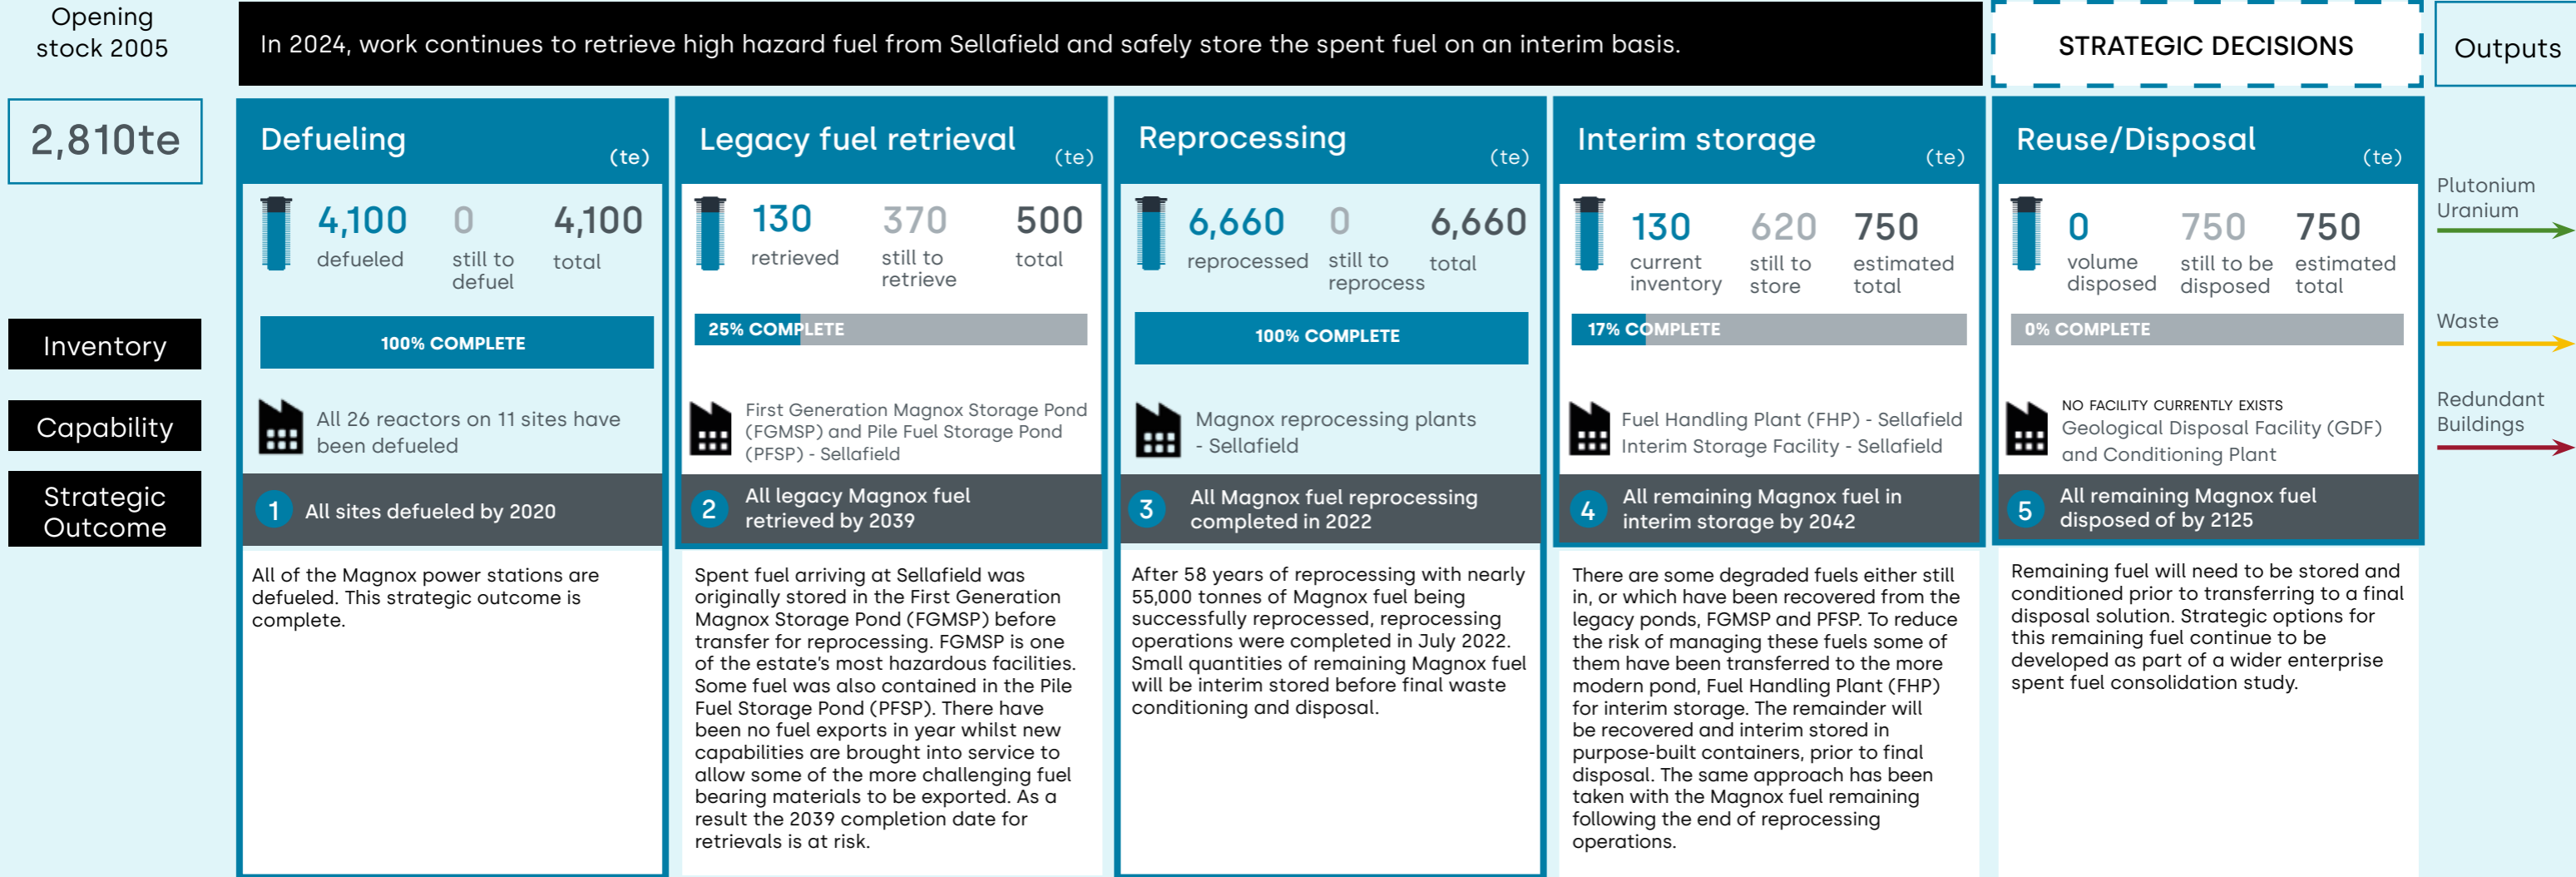 Opening
stock 2005
In 2024, work continues to retrieve high hazard fuel from Sellafield and safely store the spent fuel on an interim basis.
STRATEGIC DECISIONS
Outputs
2,810te
Inventory
Capability
Strategic
Outcome
Defueling
(te)
4,100
defueled
0
still to
defuel
4,100
total
100% COMPLETE
All 26 reactors on 11 sites have
been defueled
1 All sites defueled by 2020
All of the Magnox power stations are
defueled. This strategic outcome is
complete.
Legacy fuel retrieval
(te)
130
retrieved
370
still to
retrieve
500
total
25% COMPLETE
First Generation Magnox Storage Pond
(FGMSP) and Pile Fuel Storage Pond
(PFSP) - Sellafield
2 All legacy Magnox fuel
retrieved by 2039
Spent fuel arriving at Sellafield was
originally stored in the First Generation
Magnox Storage Pond (FGMSP) before
transfer for reprocessing. FGMSP is one
of the estate's most hazardous facilities.
Some fuel was also contained in the Pile
Fuel Storage Pond (PFSP). There have
been no fuel exports in year whilst new
capabilities are brought into service to
allow some of the more challenging fuel
bearing materials to be exported. As a
result the 2039 completion date for
retrievals is at risk.
Reprocessing
(te)
6,660
reprocessed
0
still to
reprocess
6,660
total
100% COMPLETE
Magnox reprocessing plants
- Sellafield
3 All Magnox fuel reprocessing
completed in 2022
After 58 years of reprocessing with nearly
55,000 tonnes of Magnox fuel being
successfully reprocessed, reprocessing
operations were completed in July 2022.
Small quantities of remaining Magnox fuel
will be interim stored before final waste
conditioning and disposal.
Interim storage
(te)
130
current
inventory
620
still to
store
750
estimated
total
17% COMPLETE
Fuel Handling Plant (FHP) - Sellafield
Interim Storage Facility - Sellafield
4 All remaining Magnox fuel in
interim storage by 2042
There are some degraded fuels either still
in, or which have been recovered from the
legacy ponds, FGMSP and PFSP. To reduce
the risk of managing these fuels some of
them have been transferred to the more
modern pond, Fuel Handling Plant (FHP)
for interim storage. The remainder will
be recovered and interim stored in
purpose-built containers, prior to final
disposal. The same approach has been
taken with the Magnox fuel remaining
following the end of reprocessing
operations.
Reuse/Disposal
(te)
0
volume
disposed
750
still to be
disposed
750
estimated
total
0% COMPLETE
NO FACILITY CURRENTLY EXISTS
Geological Disposal Facility (GDF)
and Conditioning Plant
5 All remaining Magnox fuel
disposed of by 2125
Remaining fuel will need to be stored and
conditioned prior to transferring to a final
disposal solution. Strategic options for
this remaining fuel continue to be
developed as part of a wider enterprise
spent fuel consolidation study.
Plutonium
Uranium
Waste
Redundant
Buildings